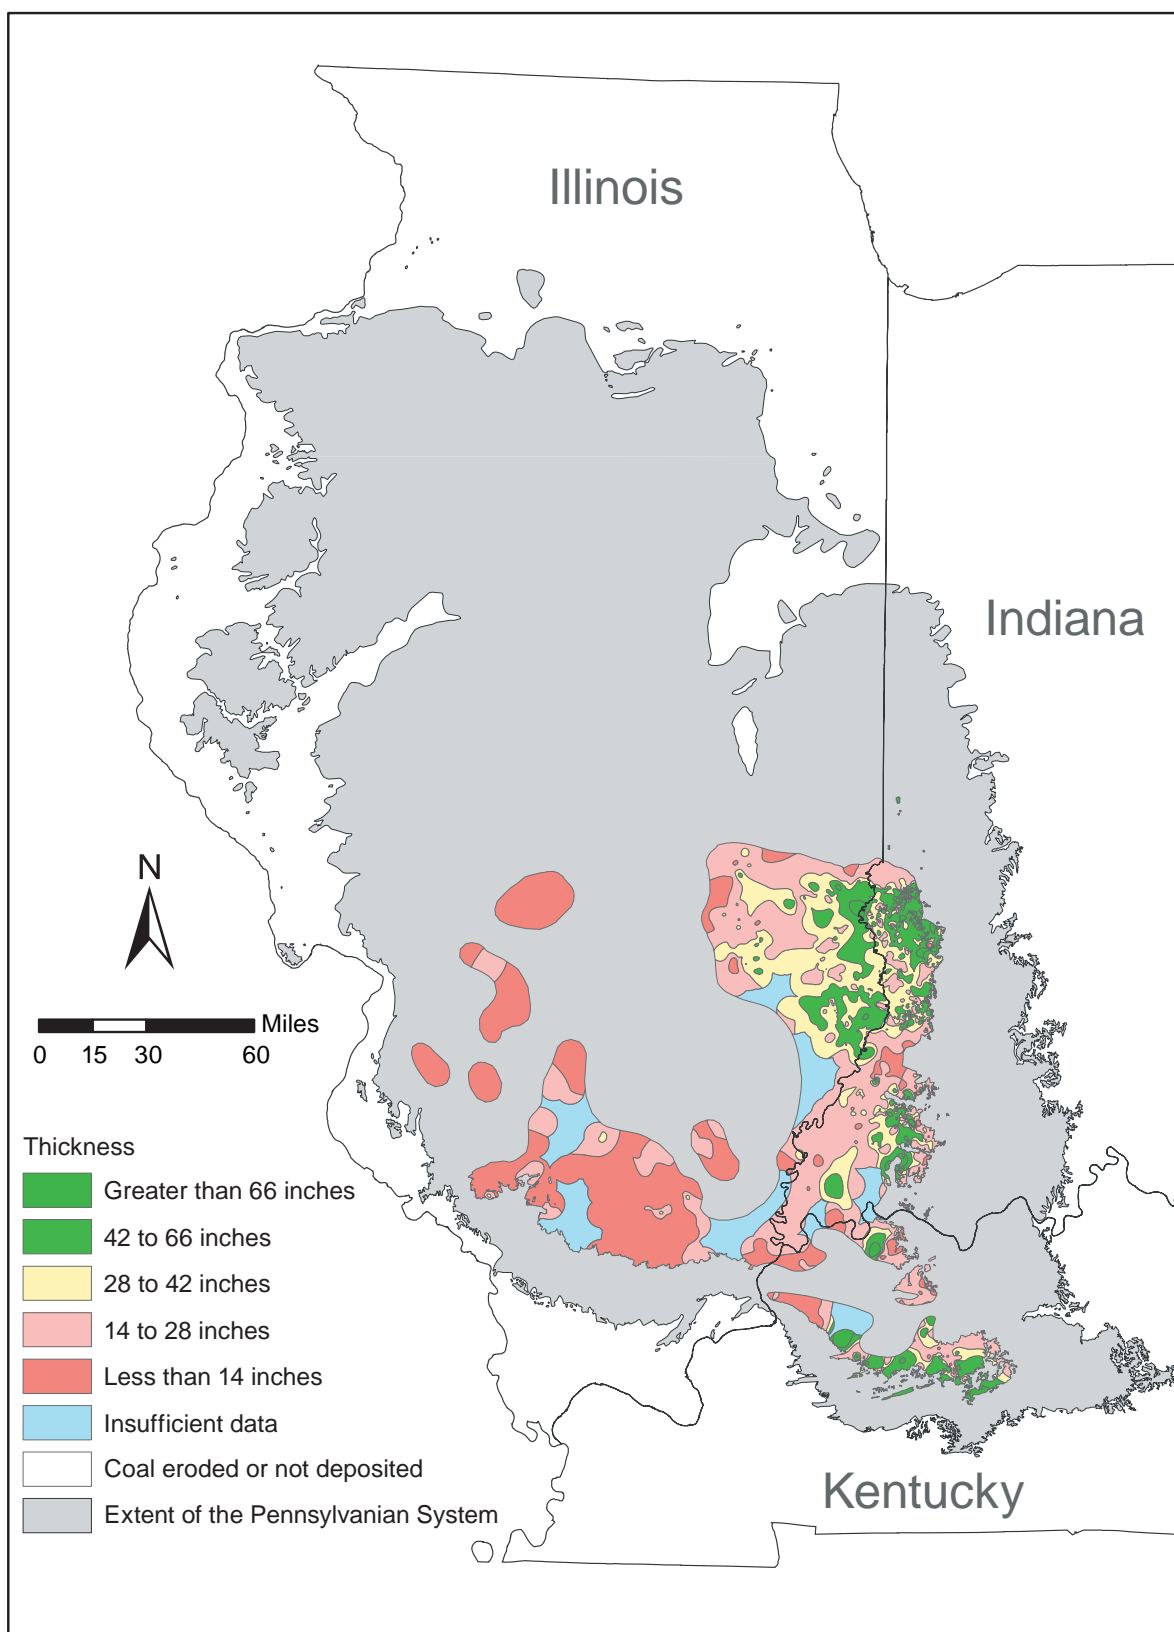 Illinois
Indiana
N
Miles
0 15 30 60
Thickness
Greater than 66 inches
42 to 66 inches
28 to 42 inches
14 to 28 inches
Less than 14 inches
Insufficient data
Coal eroded or not deposited
Extent of the Pennsylvanian System
Kentucky